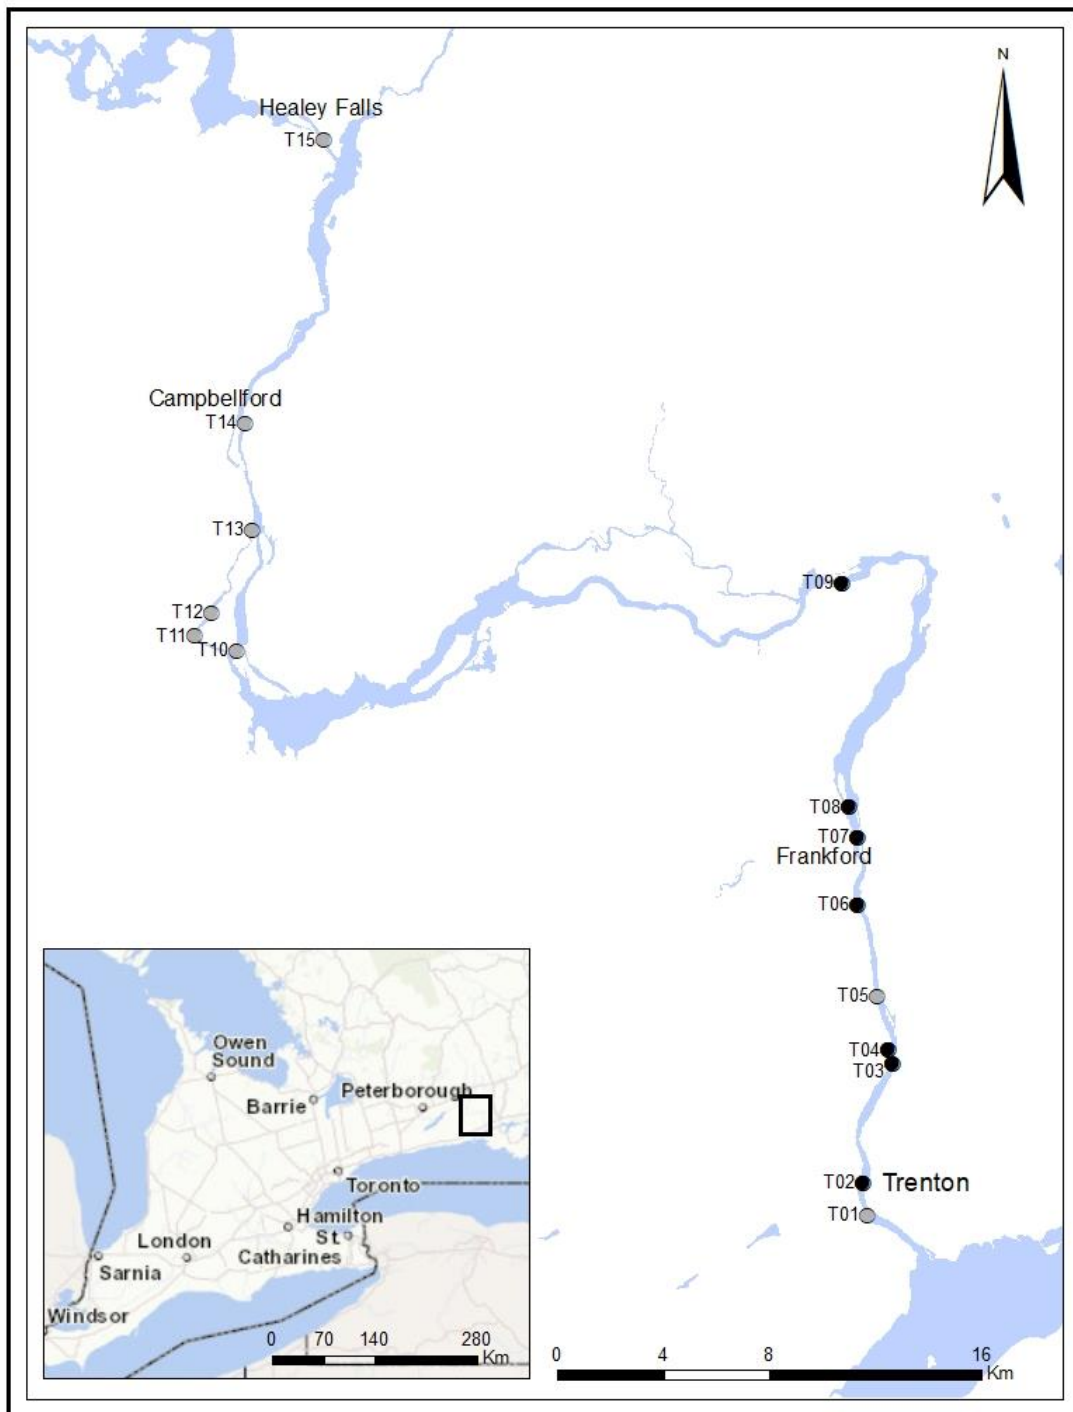 N
Healey Falls
T15
Campbellford
T14
T13
T09
T12
T11
T10
T08
T07
Frankford
T06
T05
T04
T03
T02
Trenton
T01
Owen
Sound
Peterborough
Barrie
Toronto
Hamilton
St.
Catharines
London
Sarnia
Windsor
0 70 140 280
Km
0 4 8 16
Km